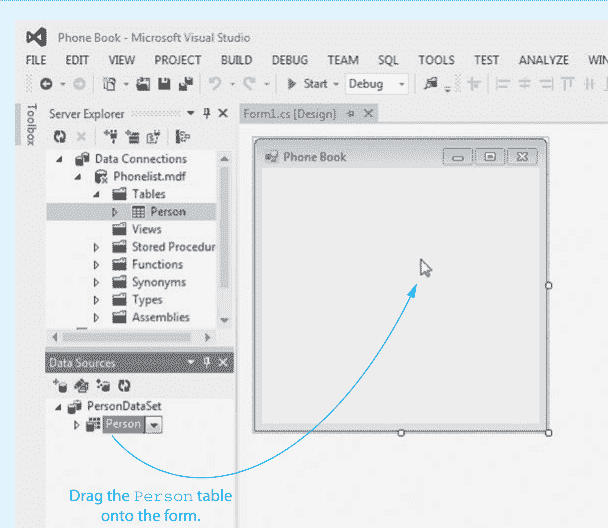 Phone Book - Microsoft Visual Studio
FILE EDIT VIEW PROJECT BUILD DEBUG TEAM SQL TOOLS TEST ANALYZE WIN
Start Debug
Toolbox
Server Explorer
Form1.cs [Design]
Data Connections
Phonelist.mdf
Tables
Person
Views
Stored Procedur
Functions
Synonyms
Types
Assemblies
Phone Book
Data Sources
PersonDataSet
Person
Drag the Person table
onto the form.